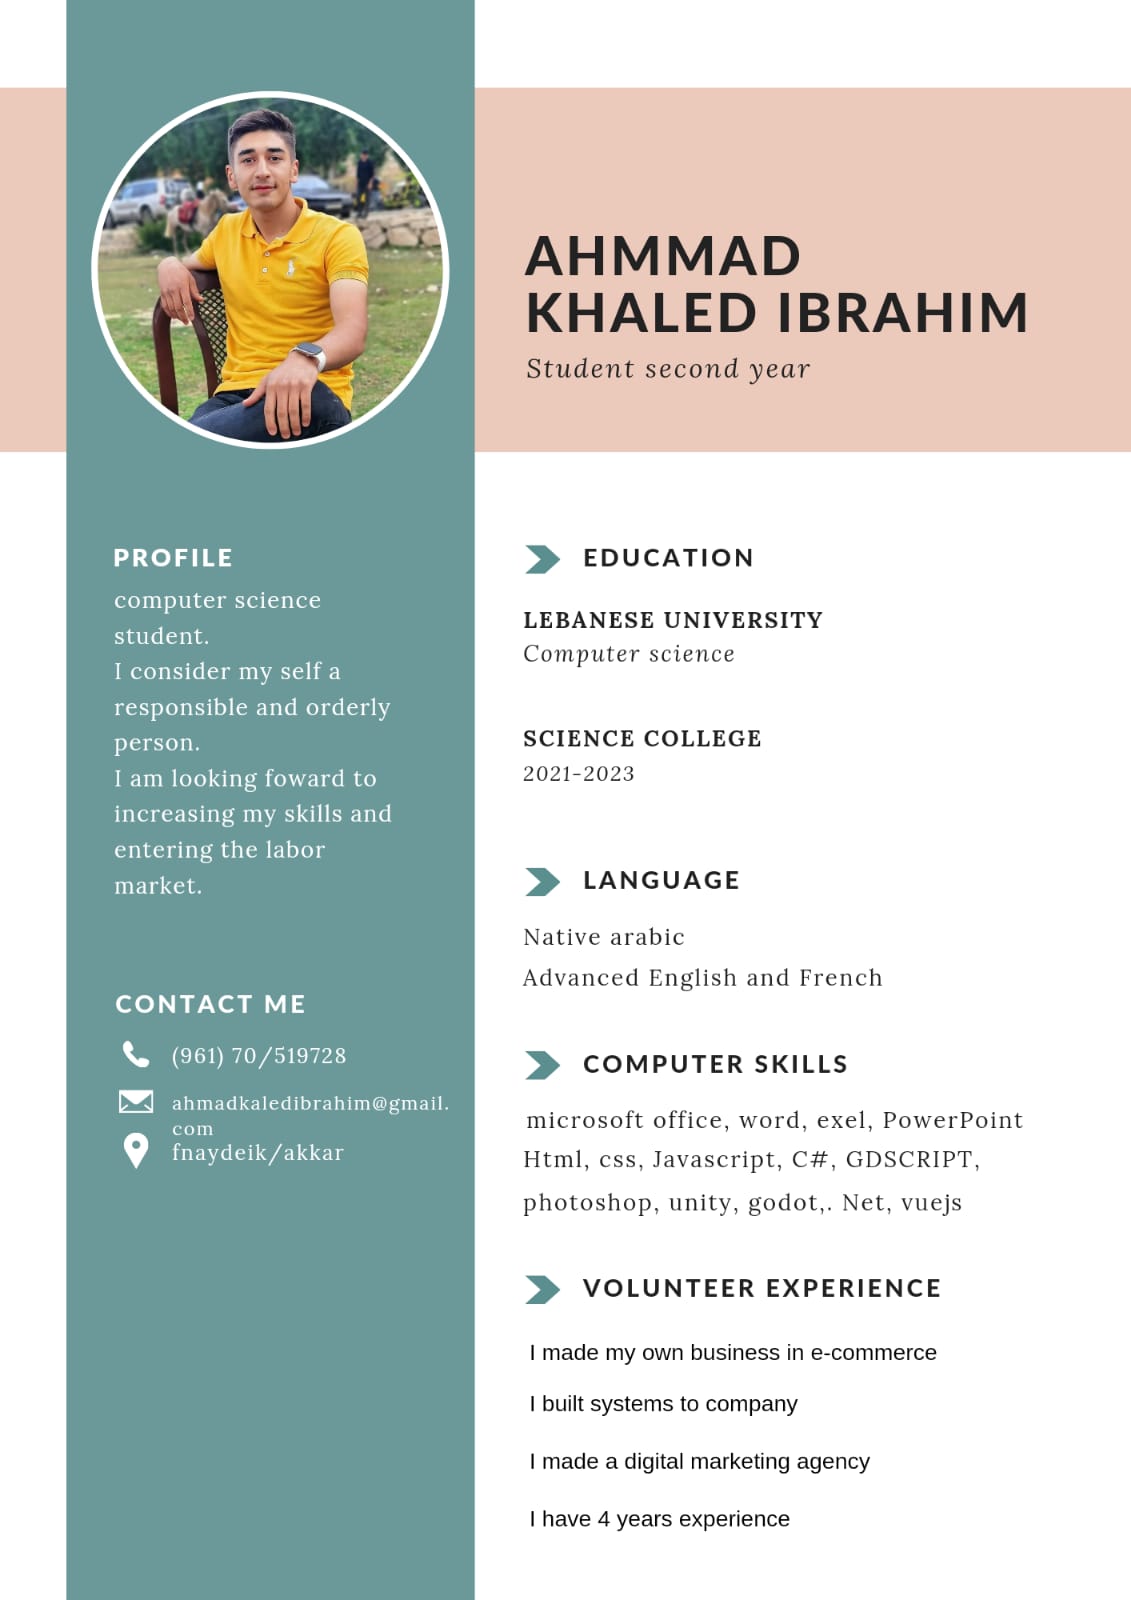 AHMMAD
KHALED IBRAHIM
Student second year
PROFILE
computer science
student.
I consider my self a
responsible and orderly
person.
I am looking foward to
increasing my skills and
entering the labor
market.
CONTACT ME
(961) 70/519728
ahmadkaledibrahim@gmail.
com
fnaydeik/akkar
EDUCATION
LEBANESE UNIVERSITY
Computer science
SCIENCE COLLEGE
2021-2023
LANGUAGE
Native arabic
Advanced English and French
COMPUTER SKILLS
microsoft office, word, exel, PowerPoint
Html, css, Javascript, C#, GDSCRIPT,
photoshop, unity, godot,. Net, vuejs
VOLUNTEER EXPERIENCE
I made my own business in e-commerce
I built systems to company
I made a digital marketing agency
I have 4 years experience